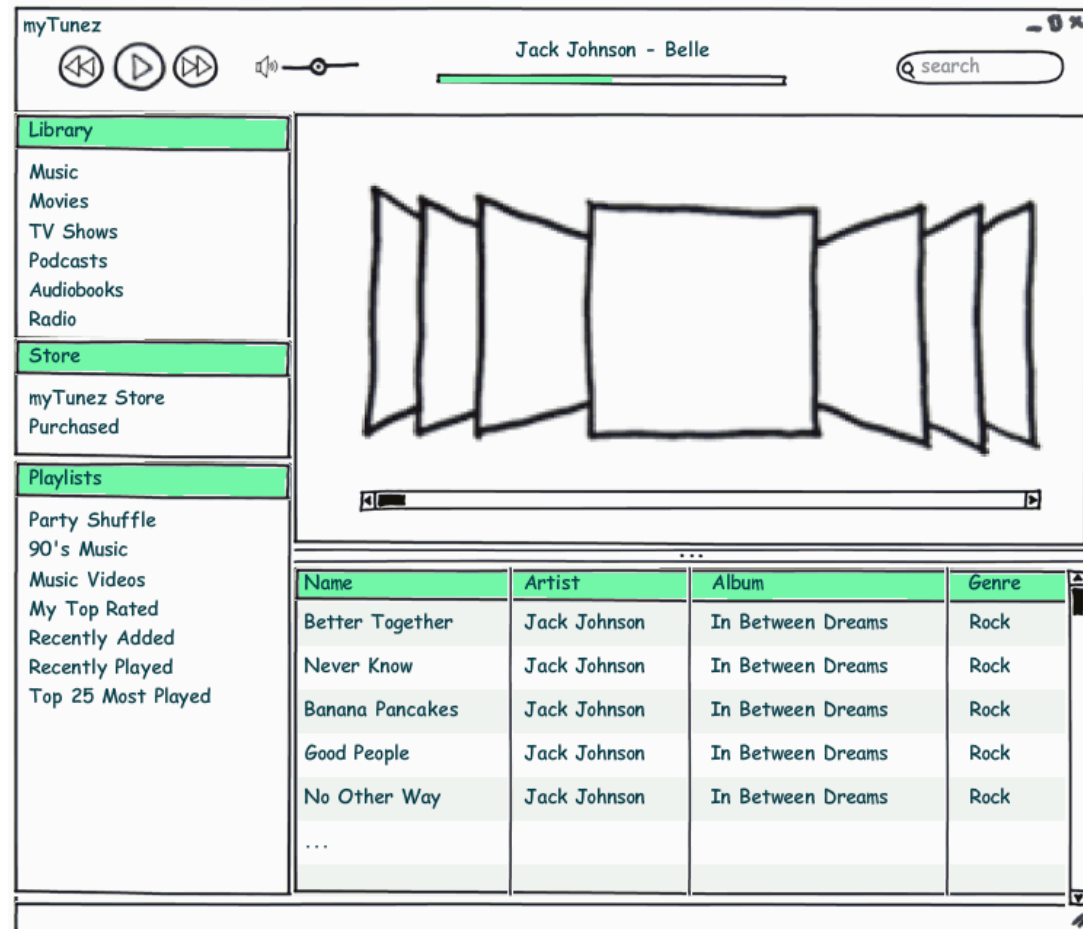 myTunez
Jack Johnson - Belle
search
Library
Music
Movies
TV Shows
Podcasts
Audiobooks
Radio
Store
myTunez Store
Purchased
Playlists
Party Shuffle
90's Music
Music Videos
My Top Rated
Recently Added
Recently Played
Top 25 Most Played
...
Name Artist Album Genre
Better Together Jack Johnson In Between Dreams Rock
Never Know Jack Johnson In Between Dreams Rock
Banana Pancakes Jack Johnson In Between Dreams Rock
Good People Jack Johnson In Between Dreams Rock
No Other Way Jack Johnson In Between Dreams Rock
...